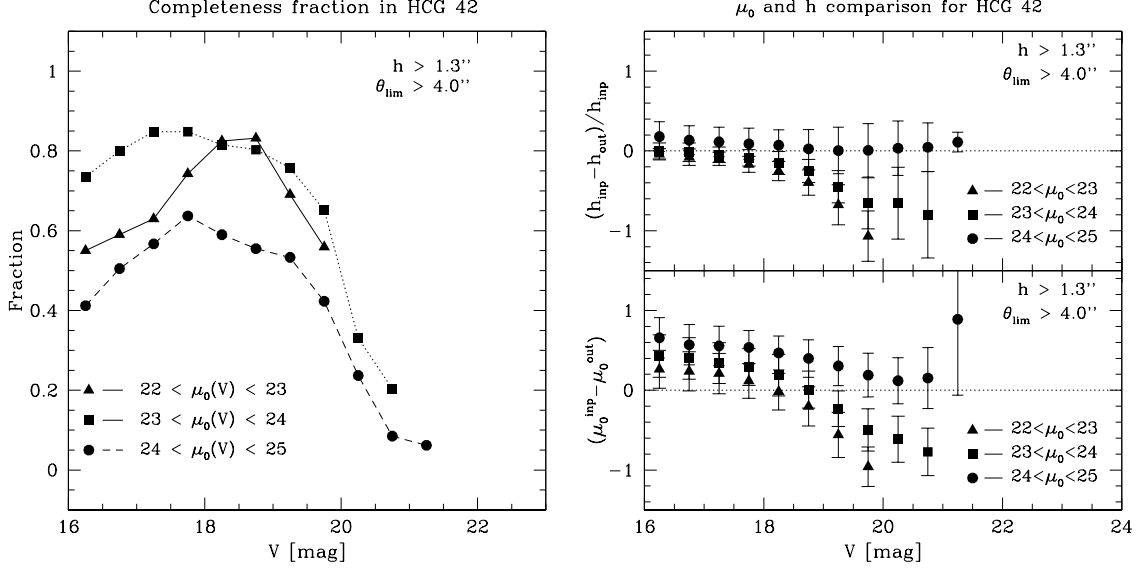 Completeness fraction in HCG 42
h > 1.3’’
θlim > 4.0’’
1
0.8
0.6
0.4
0.2
0
Fraction
22 < μ0(V) < 23
23 < μ0(V) < 24
24 < μ0(V) < 25
16 18 20 22
V [mag]
μ0 and h comparison for HCG 42
h > 1.3’’
θlim > 4.0’’
1
0
−1
(hinp−hout)/hinp
22<μ0<23
23<μ0<24
24<μ0<25
h > 1.3’’
θlim > 4.0’’
1
0
−1
(μ0inp−μ0out)
22<μ0<23
23<μ0<24
24<μ0<25
16 18 20 22 24
V [mag]